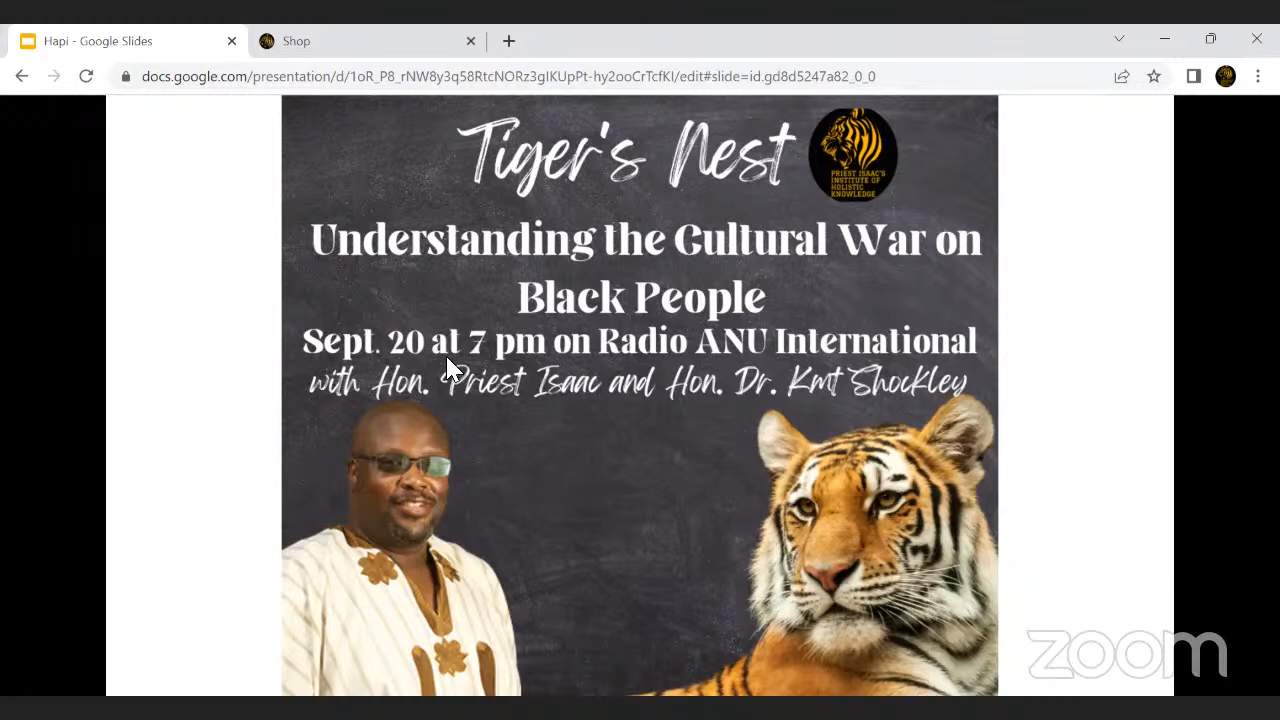 Hapi - Google Slides
Shop
docs.google.com/presentation/d/1oR_P8_rNW8y3q58RtcNORz3gIKUpPt-hy2ooCrTcfKI/edit#slide=id.gd8d5247a82_0_0
Tiger's Nest
PRIEST ISAAC'S
INSTITUTE OF
HOLISTIC
KNOWLEDGE
Understanding the Cultural War on
Black People
Sept. 20 at 7 pm on Radio ANU International
with Hon. Priest Isaac and Hon. Dr. Kmt Shockley
zoom